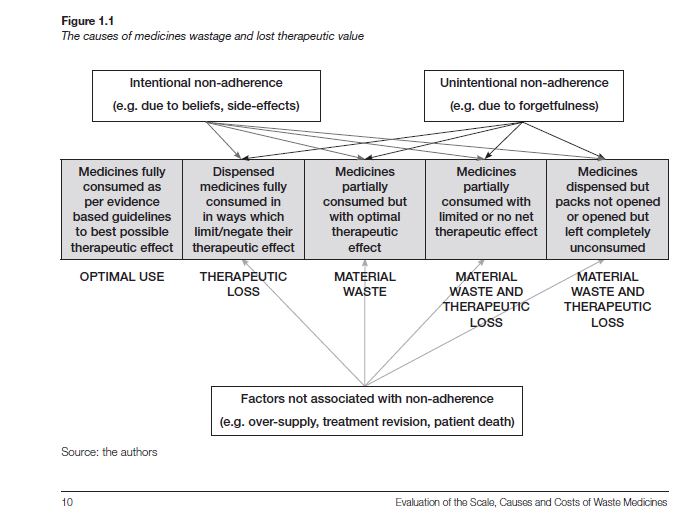 Figure 1.1
The causes of medicines wastage and lost therapeutic value
Intentional non-adherence
(e.g. due to beliefs, side-effects)
Unintentional non-adherence
(e.g. due to forgetfulness)
Medicines fully
consumed as
per evidence
based guidelines
to best possible
therapeutic effect
Dispensed
medicines fully
consumed in
in ways which
limit/negate their
therapeutic effect
Medicines
partially
consumed but
with optimal
therapeutic
effect
Medicines
partially
consumed with
limited or no net
therapeutic effect
Medicines
dispensed but
packs not opened
or opened but
left completely
unconsumed
OPTIMAL USE
THERAPEUTIC
LOSS
MATERIAL
WASTE
MATERIAL
WASTE AND
THERAPEUTIC
LOSS
MATERIAL
WASTE AND
THERAPEUTIC
LOSS
Factors not associated with non-adherence
(e.g. over-supply, treatment revision, patient death)
Source: the authors
10
Evaluation of the Scale, Causes and Costs of Waste Medicines